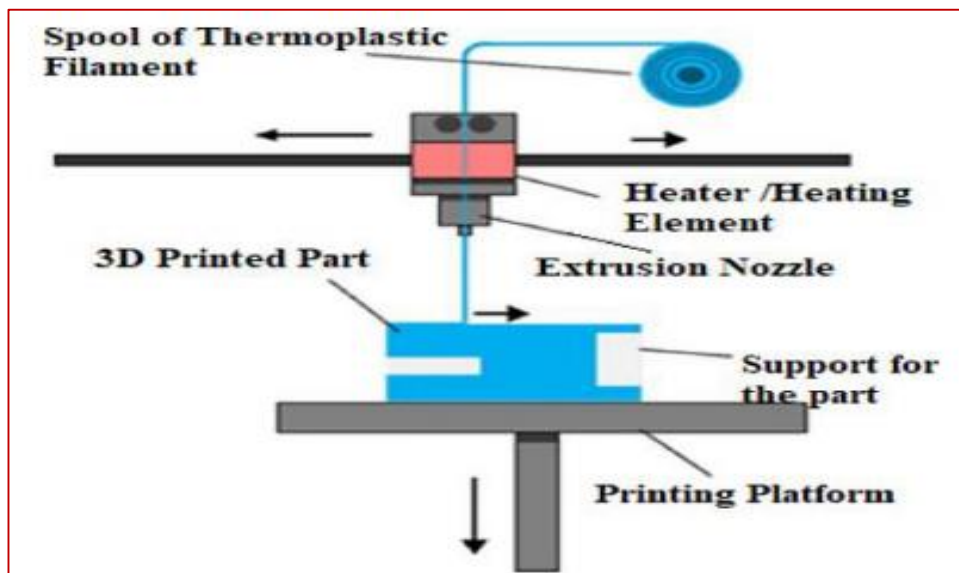 Spool of Thermoplastic
Filament
Heater /Heating
Element
3D Printed Part
Extrusion Nozzle
Support for
the part
Printing Platform